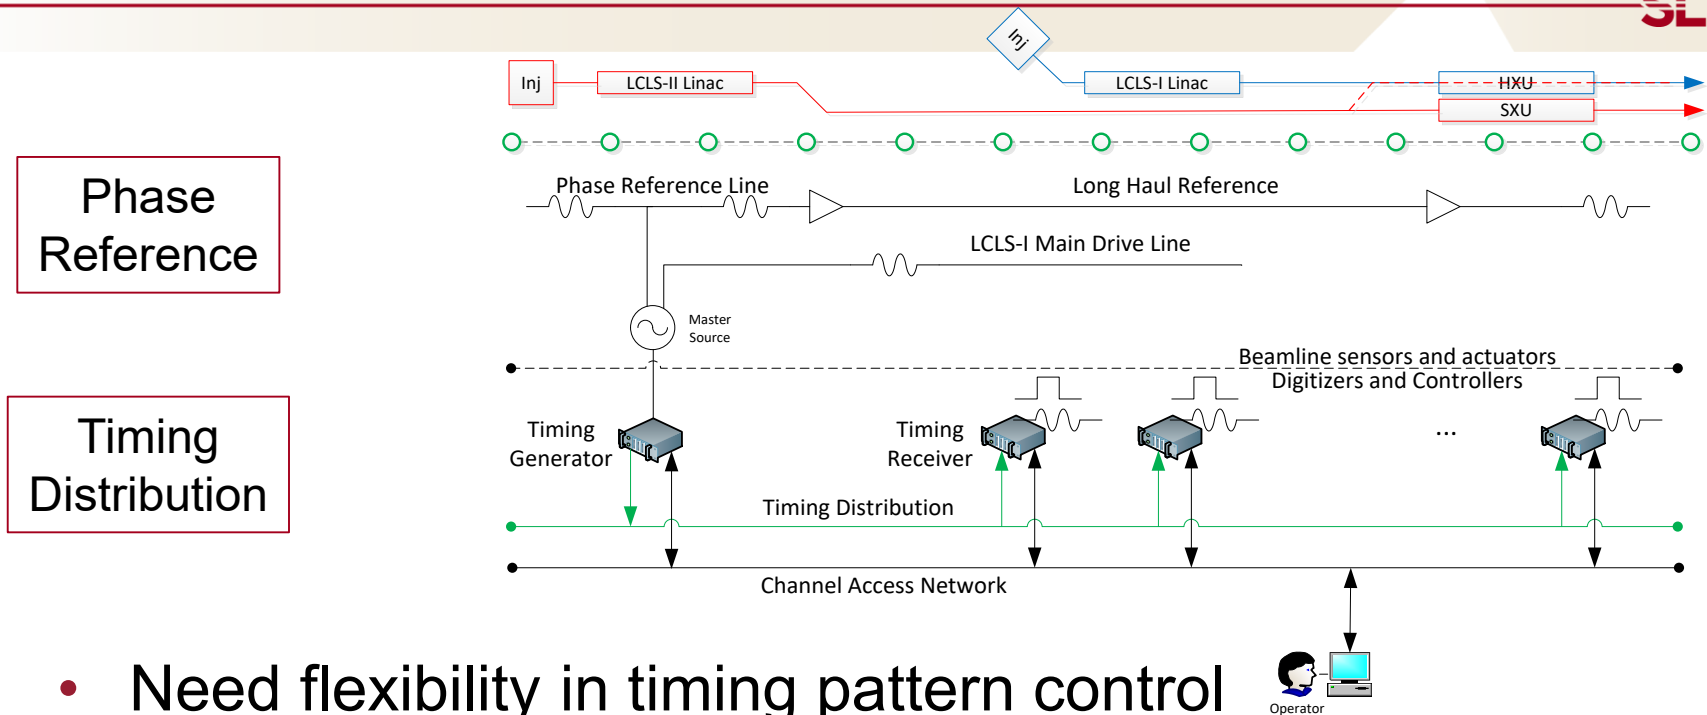 SL
Inj
Inj
LCLS-II Linac
LCLS-I Linac
HXU
SXU
Phase
Reference
Phase Reference Line
Long Haul Reference
LCLS-I Main Drive Line
Master
Source
Beamline sensors and actuators
Digitizers and Controllers
Timing
Distribution
Timing
Generator
Timing
Receiver
...
Timing Distribution
Channel Access Network
• Need flexibility in timing pattern control
Operator